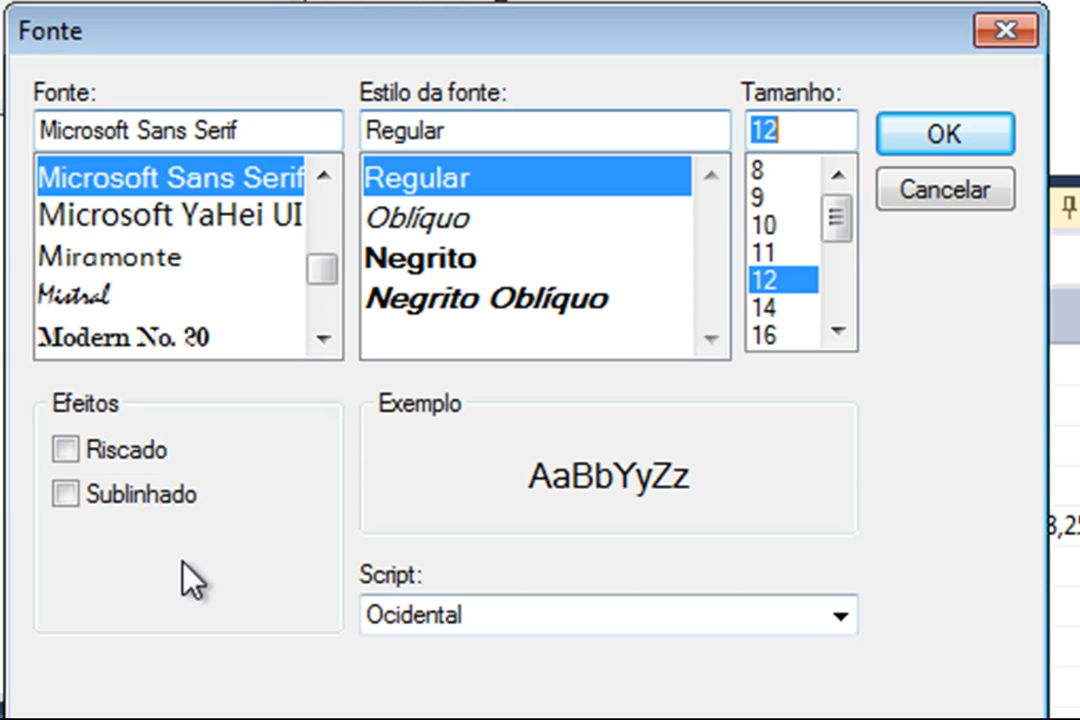 Fonte
Fonte:
Microsoft Sans Serif
Microsoft Sans Serif
Microsoft YaHei UI
Miramonte
Mistral
Modern No. 20
Estilo da fonte:
Regular
Regular
Oblíquo
Negrito
Negrito Oblíquo
Tamanho:
12
8
9
10
11
12
14
16
OK
Cancelar
Efeitos
Riscado
Sublinhado
Exemplo
AaBbYyZz
Script:
Ocidental